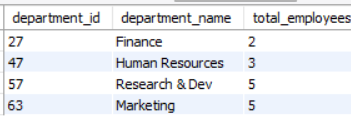 department_id department_name total_employees
27 Finance 2
47 Human Resources 3
57 Research & Dev 5
63 Marketing 5